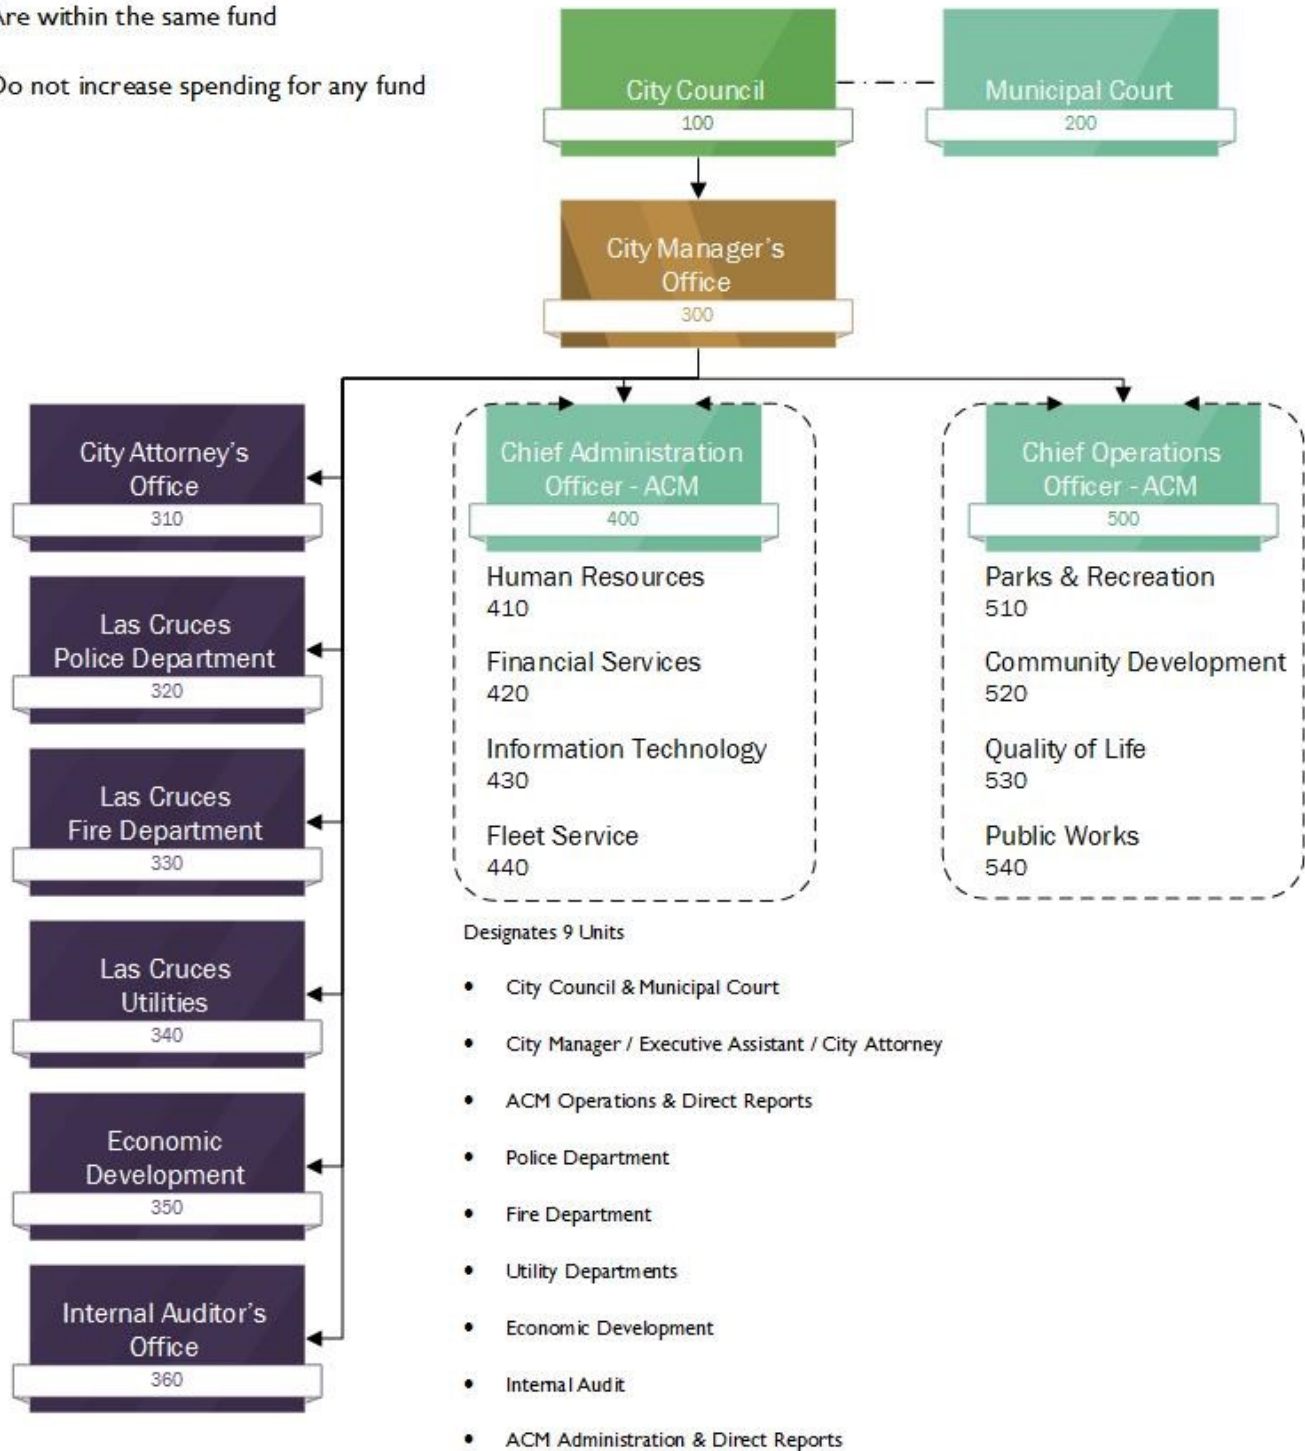 Are within the same fund
Do not increase spending for any fund
City Council
100
Municipal Court
200
City Manager's
Office
300
City Attorney's
Office
310
Las Cruces
Police Department
320
Las Cruces
Fire Department
330
Las Cruces
Utilities
340
Economic
Development
350
Internal Auditor's
Office
360
Chief Administration
Officer - ACM
400
Human Resources
410
Financial Services
420
Information Technology
430
Fleet Service
440
Chief Operations
Officer - ACM
500
Parks & Recreation
510
Community Development
520
Quality of Life
530
Public Works
540
Designates 9 Units
• City Council & Municipal Court
• City Manager / Executive Assistant / City Attorney
• ACM Operations & Direct Reports
• Police Department
• Fire Department
• Utility Departments
• Economic Development
• Internal Audit
• ACM Administration & Direct Reports